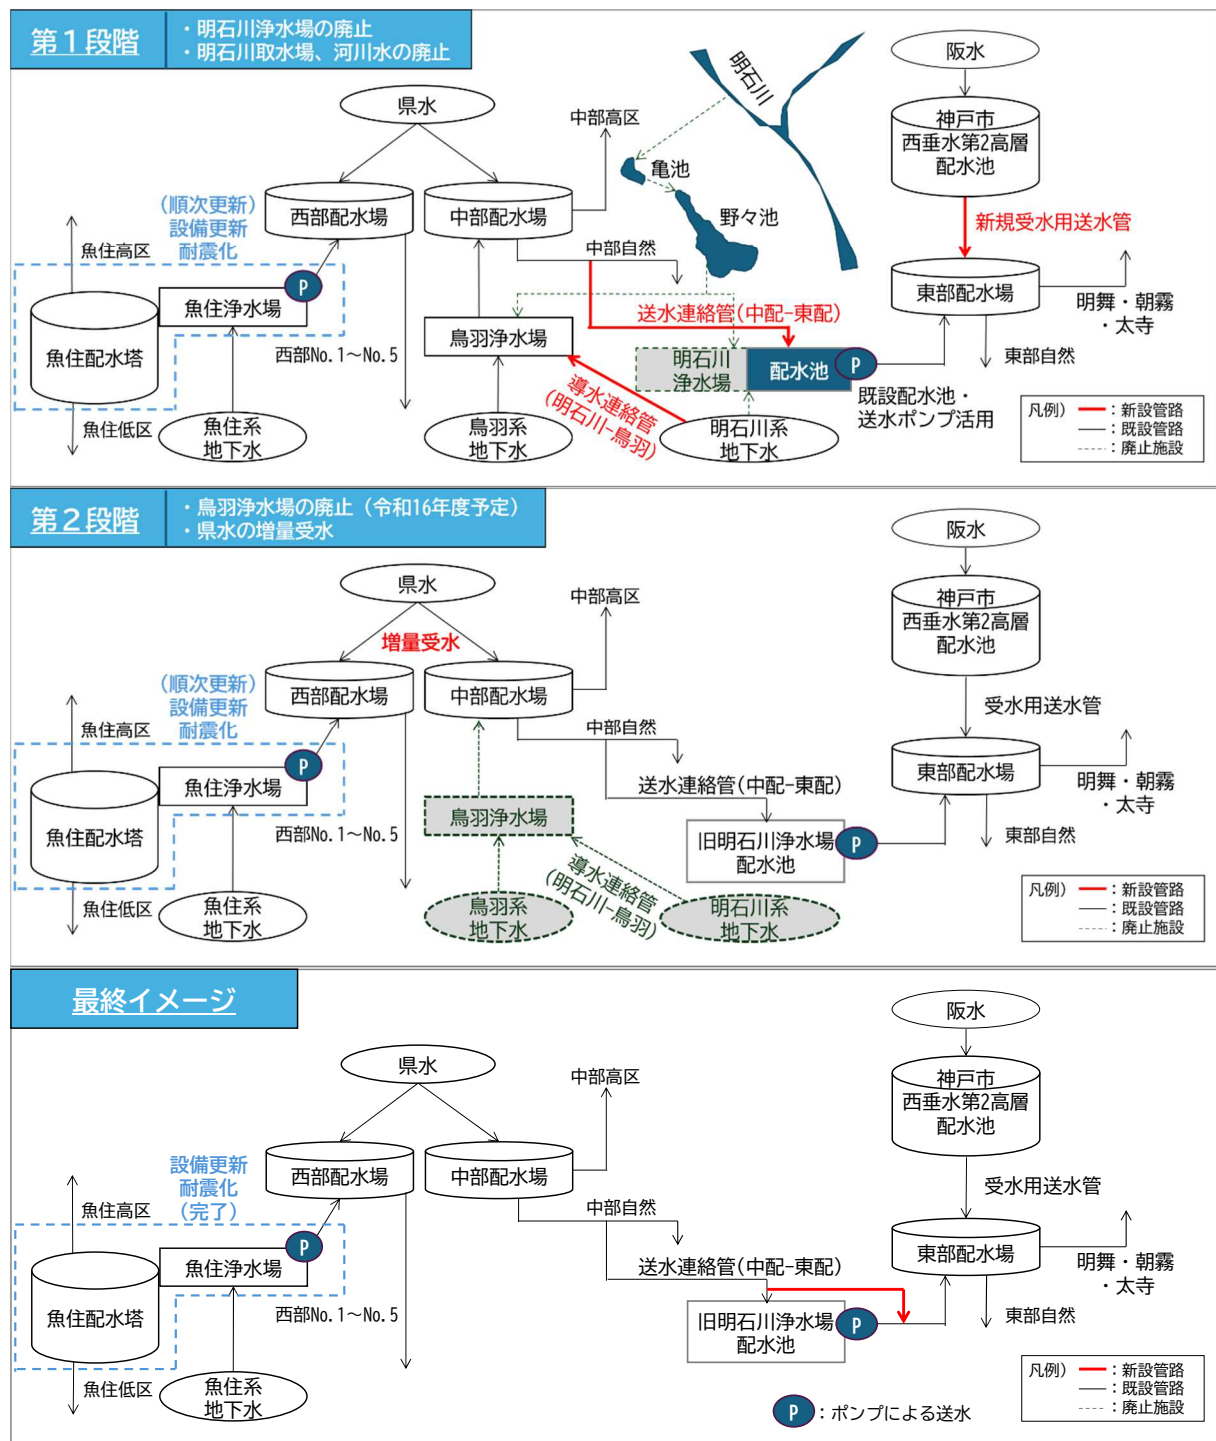 第１段階
・明石川浄水場の廃止
・明石川取水場、河川水の廃止
阪水
神戸市
西垂水第2高層
配水池
明石川
県水
中部高区
亀池
野々池
新規受水用送水管
(順次更新)
設備更新
耐震化
西部配水場
中部配水場
中部自然
東部配水場
明舞・朝霧
・太寺
魚住高区
P
魚住浄水場
魚住配水塔
西部No.1～No.5
鳥羽浄水場
送水連絡管(中配−東配)
明石川
浄水場
配水池
P
東部自然
既設配水池・
送水ポンプ活用
導水連絡管
(明石川−鳥羽)
魚住低区
魚住系
地下水
鳥羽系
地下水
明石川系
地下水
凡例)
：新設管路
：既設管路
：廃止施設
第２段階
・鳥羽浄水場の廃止（令和16年度予定）
・県水の増量受水
阪水
神戸市
西垂水第2高層
配水池
県水
中部高区
増量受水
(順次更新)
設備更新
耐震化
西部配水場
中部配水場
中部自然
受水用送水管
東部配水場
明舞・朝霧
・太寺
魚住高区
P
魚住浄水場
魚住配水塔
西部No.1～No.5
鳥羽浄水場
送水連絡管(中配−東配)
旧明石川浄水場
配水池
P
東部自然
導水連絡管
(明石川−鳥羽)
魚住低区
魚住系
地下水
鳥羽系
地下水
明石川系
地下水
凡例)
：新設管路
：既設管路
：廃止施設
最終イメージ
阪水
神戸市
西垂水第2高層
配水池
県水
中部高区
設備更新
耐震化
(完了)
西部配水場
中部配水場
中部自然
受水用送水管
東部配水場
明舞・朝霧
・太寺
魚住高区
P
魚住浄水場
魚住配水塔
西部No.1～No.5
送水連絡管(中配−東配)
旧明石川浄水場
配水池
P
東部自然
魚住低区
魚住系
地下水
P
：ポンプによる送水
凡例)
：新設管路
：既設管路
：廃止施設